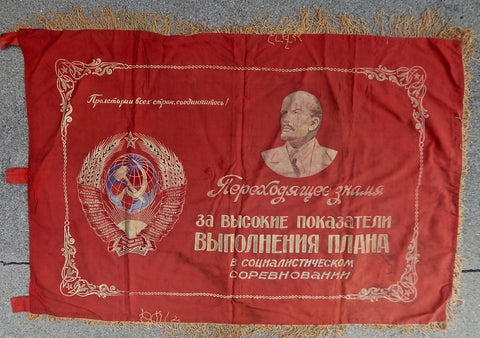 Пролетарии всех стран, соединяйтесь!
Переходящее знамя
ЗА ВЫСОКИЕ ПОКАЗАТЕЛИ
ВЫПОЛНЕНИЯ ПЛАНА
В СОЦИАЛИСТИЧЕСКОМ
СОРЕВНОВАНИИ